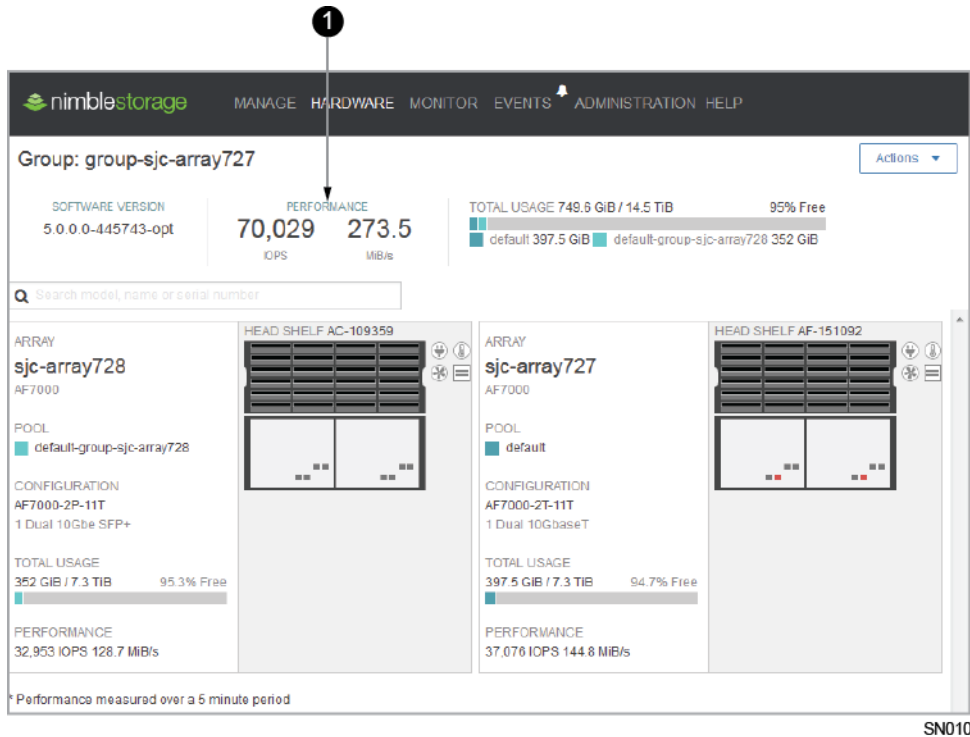 1
nimblestorage MANAGE HARDWARE MONITOR EVENTS ADMINISTRATION HELP
Group: group-sjc-array727
Actions
SOFTWARE VERSION
5.0.0.0-445743-opt
PERFORMANCE
70,029 273.5
IOPS MiB/s
TOTAL USAGE 749.6 GiB / 14.5 TiB 95% Free
default 397.5 GiB default-group-sjc-array728 352 GiB
Search model, name or serial number
ARRAY
sjc-array728
AF7000
POOL
default-group-sjc-array728
CONFIGURATION
AF7000-2P-11T
1 Dual 10Gbe SFP+
TOTAL USAGE
352 GiB / 7.3 TiB 95.3% Free
PERFORMANCE
32,953 IOPS 128.7 MiB/s
HEAD SHELF AC-109359
ARRAY
sjc-array727
AF7000
POOL
default
CONFIGURATION
AF7000-2T-11T
1 Dual 10GbaseT
TOTAL USAGE
397.5 GiB / 7.3 TiB 94.7% Free
PERFORMANCE
37,076 IOPS 144.8 MiB/s
HEAD SHELF AF-151092
* Performance measured over a 5 minute period
SN010